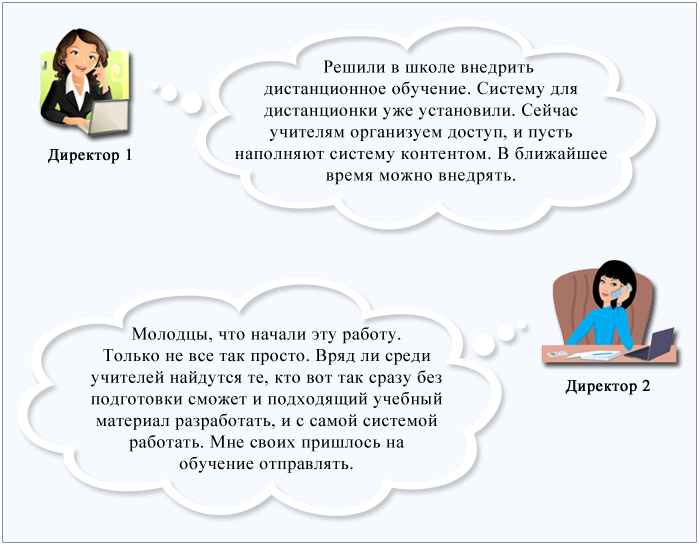 Решили в школе внедрить
дистанционное обучение. Систему для
дистанционки уже установили. Сейчас
учителям организуем доступ, и пусть
наполняют систему контентом. В ближайшее
время можно внедрять.
Директор 1
Молодцы, что начали эту работу.
Только не все так просто. Вряд ли среди
учителей найдутся те, кто вот так сразу без
подготовки сможет и подходящий учебный
материал разработать, и с самой системой
работать. Мне своих пришлось на
обучение отправлять.
Директор 2